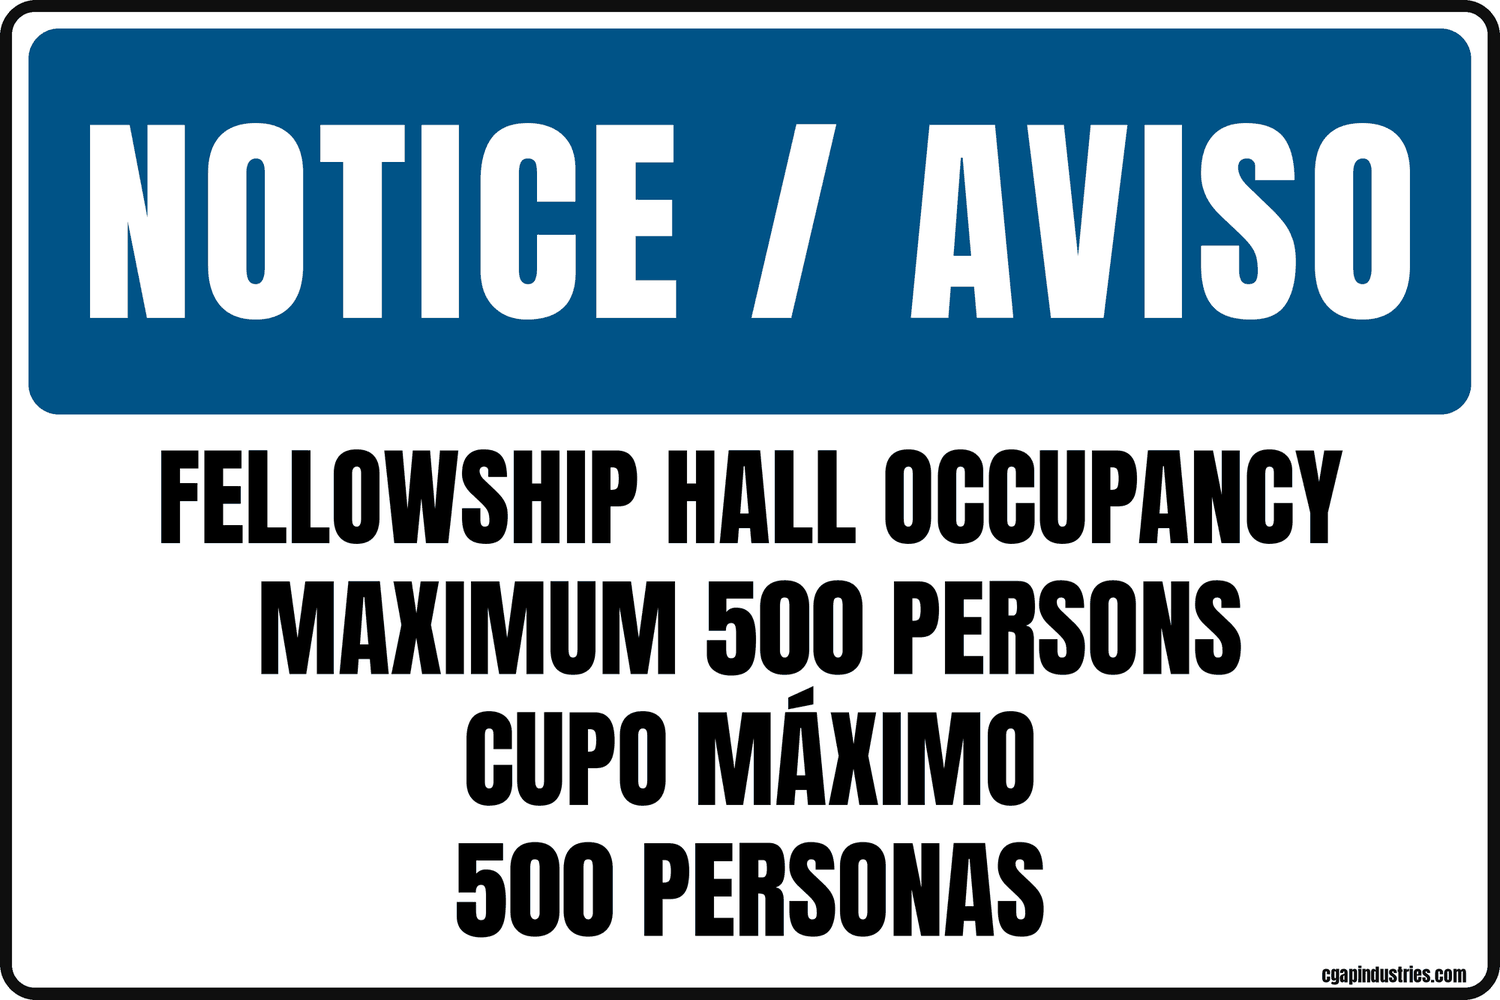 NOTICE / AVISO
FELLOWSHIP HALL OCCUPANCY
MAXIMUM 500 PERSONS
CUPO MÁXIMO
500 PERSONAS
cgapindustries.com